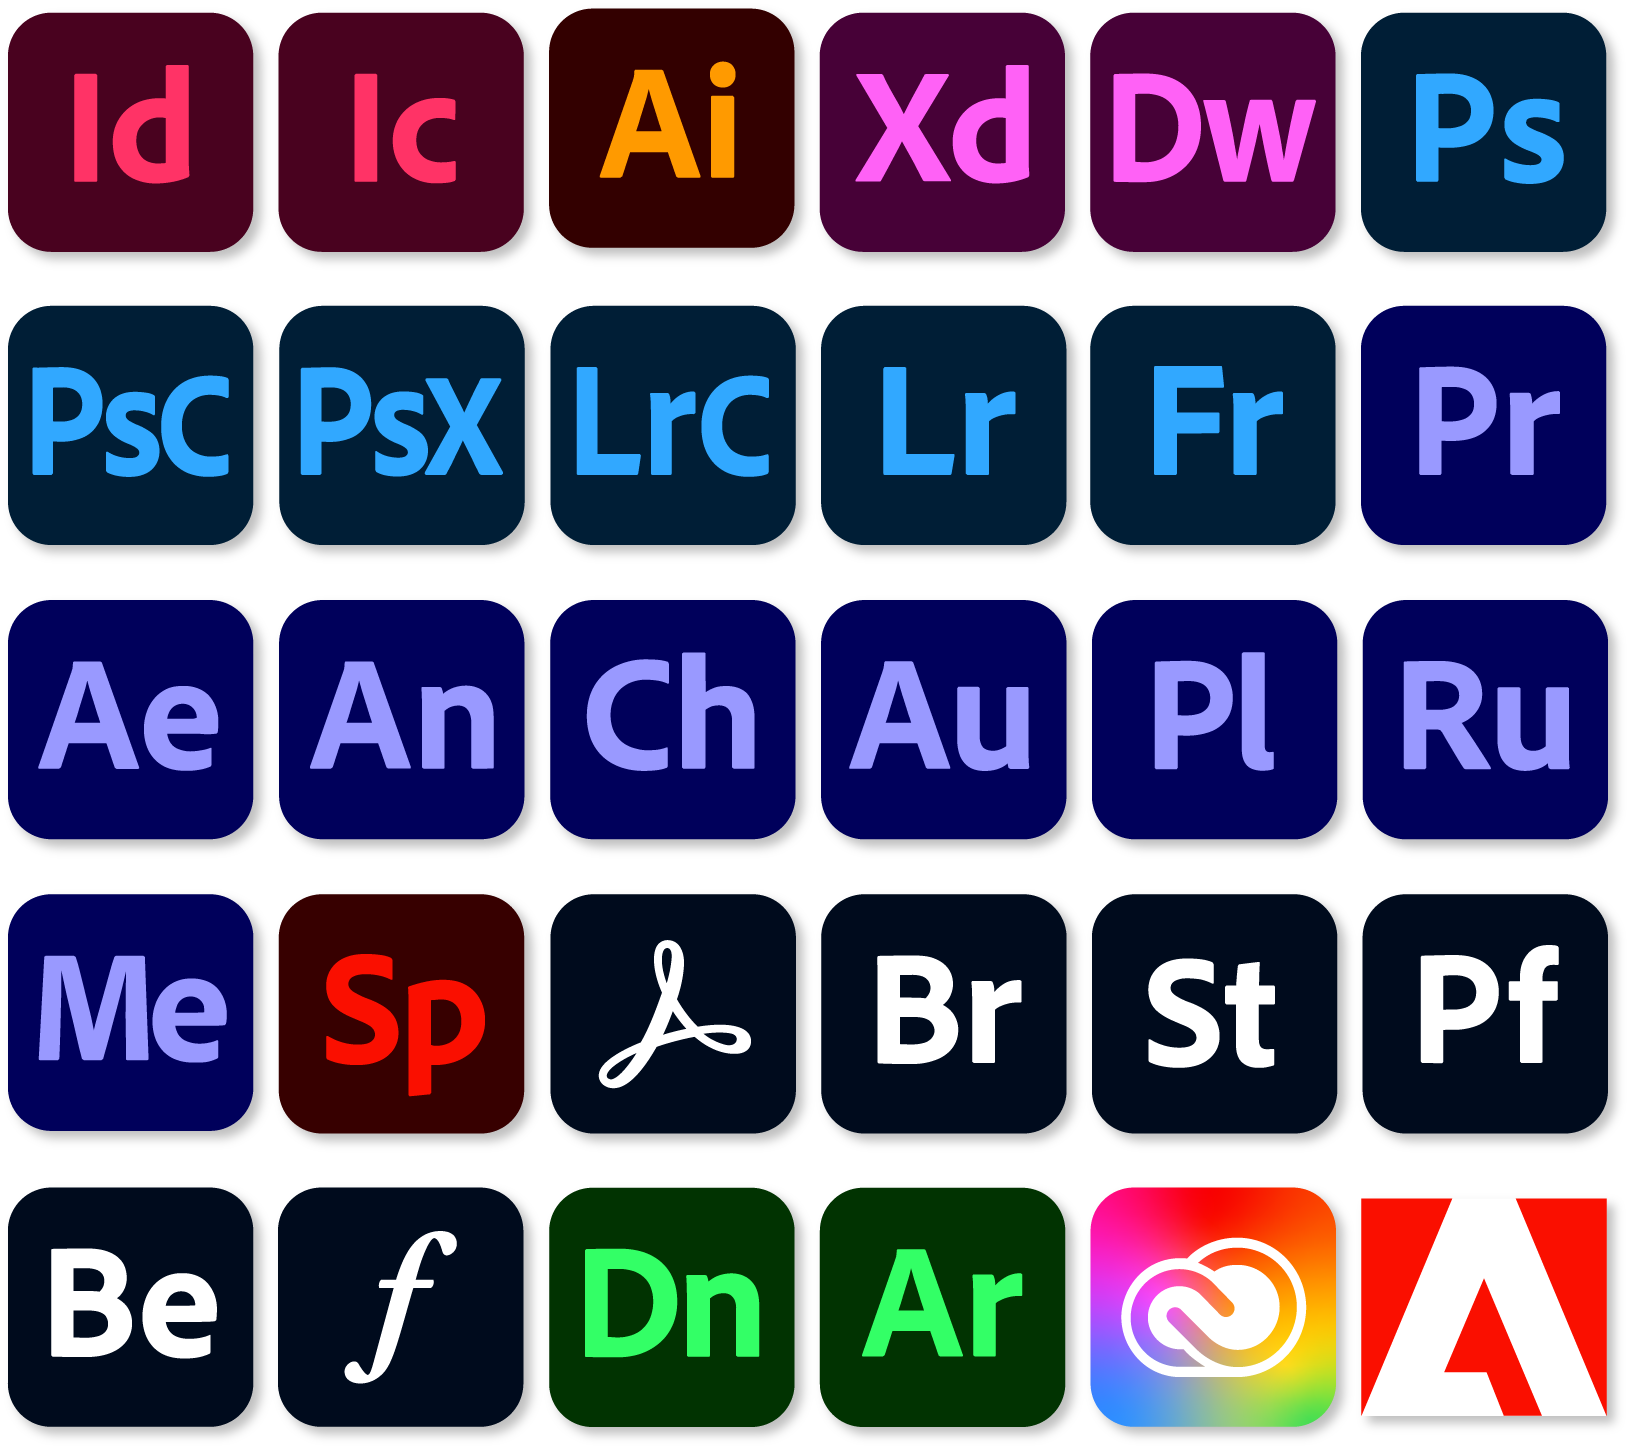 Id Ic Ai Xd Dw Ps
PsC PsX LrC Lr Fr Pr
Ae An Ch Au Pl Ru
Me Sp Br St Pf
Be f Dn Ar